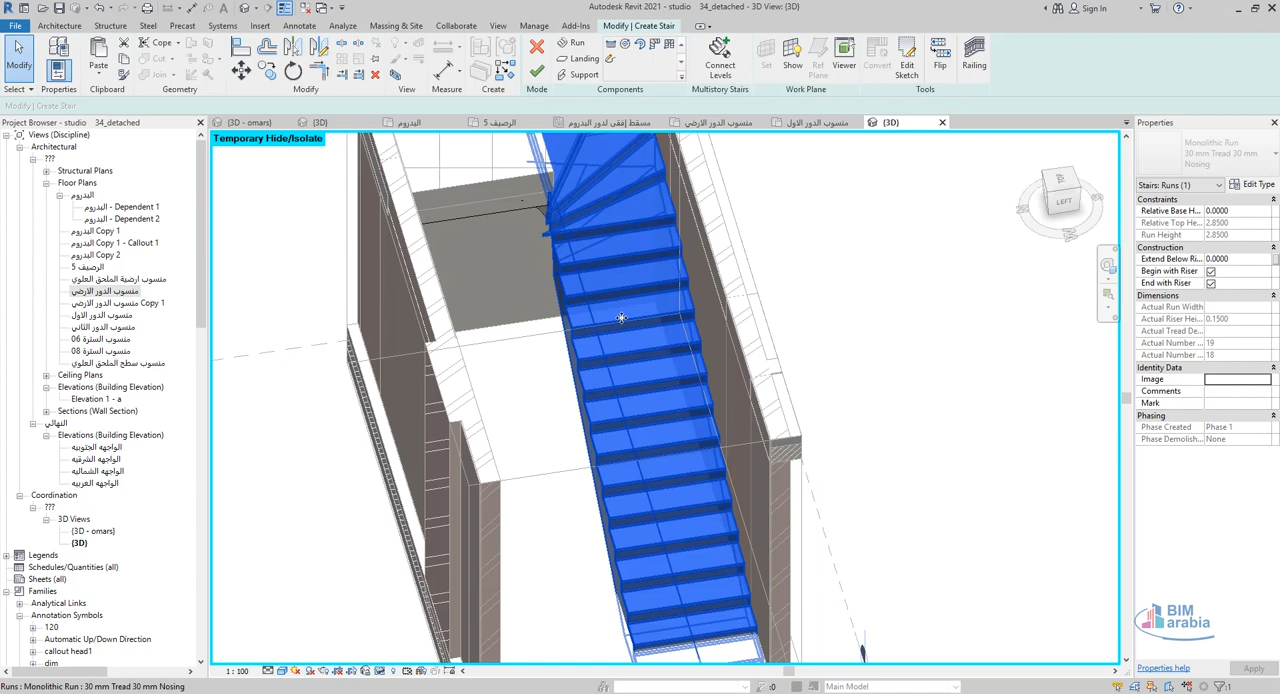 Autodesk Revit 2021 - 34_detached - 3D View: {3D}
Sign In
File Architecture Structure Steel Precast Systems Insert Annotate Analyze Massing & Site Collaborate View Manage Add-Ins Modify | Create Stair
Modify
Paste
Cope
Cut
Join
Run
Landing
Support
Connect
Levels
Set
Show
Ref
Plane
Viewer
Convert
Edit
Sketch
Flip
Railing
Select Properties Clipboard Geometry Modify View Measure Create Mode Components Multistory Stairs Work Plane Tools
Modify | Create Stair
Project Browser - studio 34_detached
{3D - omars}
{3D}
البدروم
الرصيف 5
مسقط إفقى لدور البدروم
منسوب الدور الارضي
منسوب الدور الاول
{3D}
Properties
Temporary Hide/Isolate
Views (Discipline)
Architectural
???
Structural Plans
Floor Plans
البدروم
البدروم - Dependent 1
البدروم - Dependent 2
البدروم Copy 1
البدروم Copy 1 - Callout 1
البدروم Copy 2
الرصيف 5
منسوب ارضية الملحق العلوي
منسوب الدور الارضي
منسوب الدور الارضي Copy 1
منسوب الدور الاول
منسوب الدور الثاني
منسوب السترة 06
منسوب السترة 08
منسوب سطح الملحق العلوي
Ceiling Plans
Elevations (Building Elevation)
Elevation 1 - a
Sections (Wall Section)
النهائي
Elevations (Building Elevation)
الواجهه الجنوبيه
الواجهه الشرقيه
الواجهه الشماليه
الواجهه الغربيه
Coordination
???
3D Views
{3D - omars}
{3D}
Legends
Schedules/Quantities (all)
Sheets (all)
Families
Analytical Links
Annotation Symbols
120
Automatic Up/Down Direction
callout head1
dim
TOP
LEFT
Monolithic Run
30 mm Tread 30 mm
Nosing
Stairs: Runs (1)
Edit Type
Constraints
Relative Base H... 0.0000
Relative Top He... 2.8500
Run Height 2.8500
Construction
Extend Below Ri... 0.0000
Begin with Riser
End with Riser
Dimensions
Actual Run Width
Actual Riser Hei... 0.1500
Actual Tread De...
Actual Number ... 19
Actual Number ... 18
Identity Data
Image
Comments
Mark
Phasing
Phase Created Phase 1
Phase Demolish... None
BIM
arabia
Properties help
Apply
1 : 100
Runs : Monolithic Run : 30 mm Tread 30 mm Nosing
:0
Main Model
:1